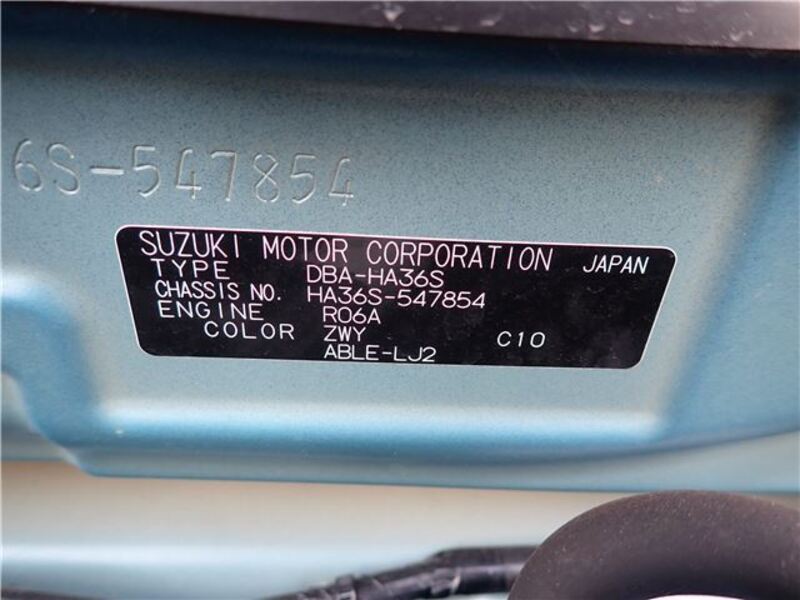 6S-547854
SUZUKI MOTOR CORPORATION JAPAN
TYPE DBA-HA36S
CHASSIS NO. HA36S-547854
ENGINE R06A
COLOR ZWY C10
ABLE-LJ2